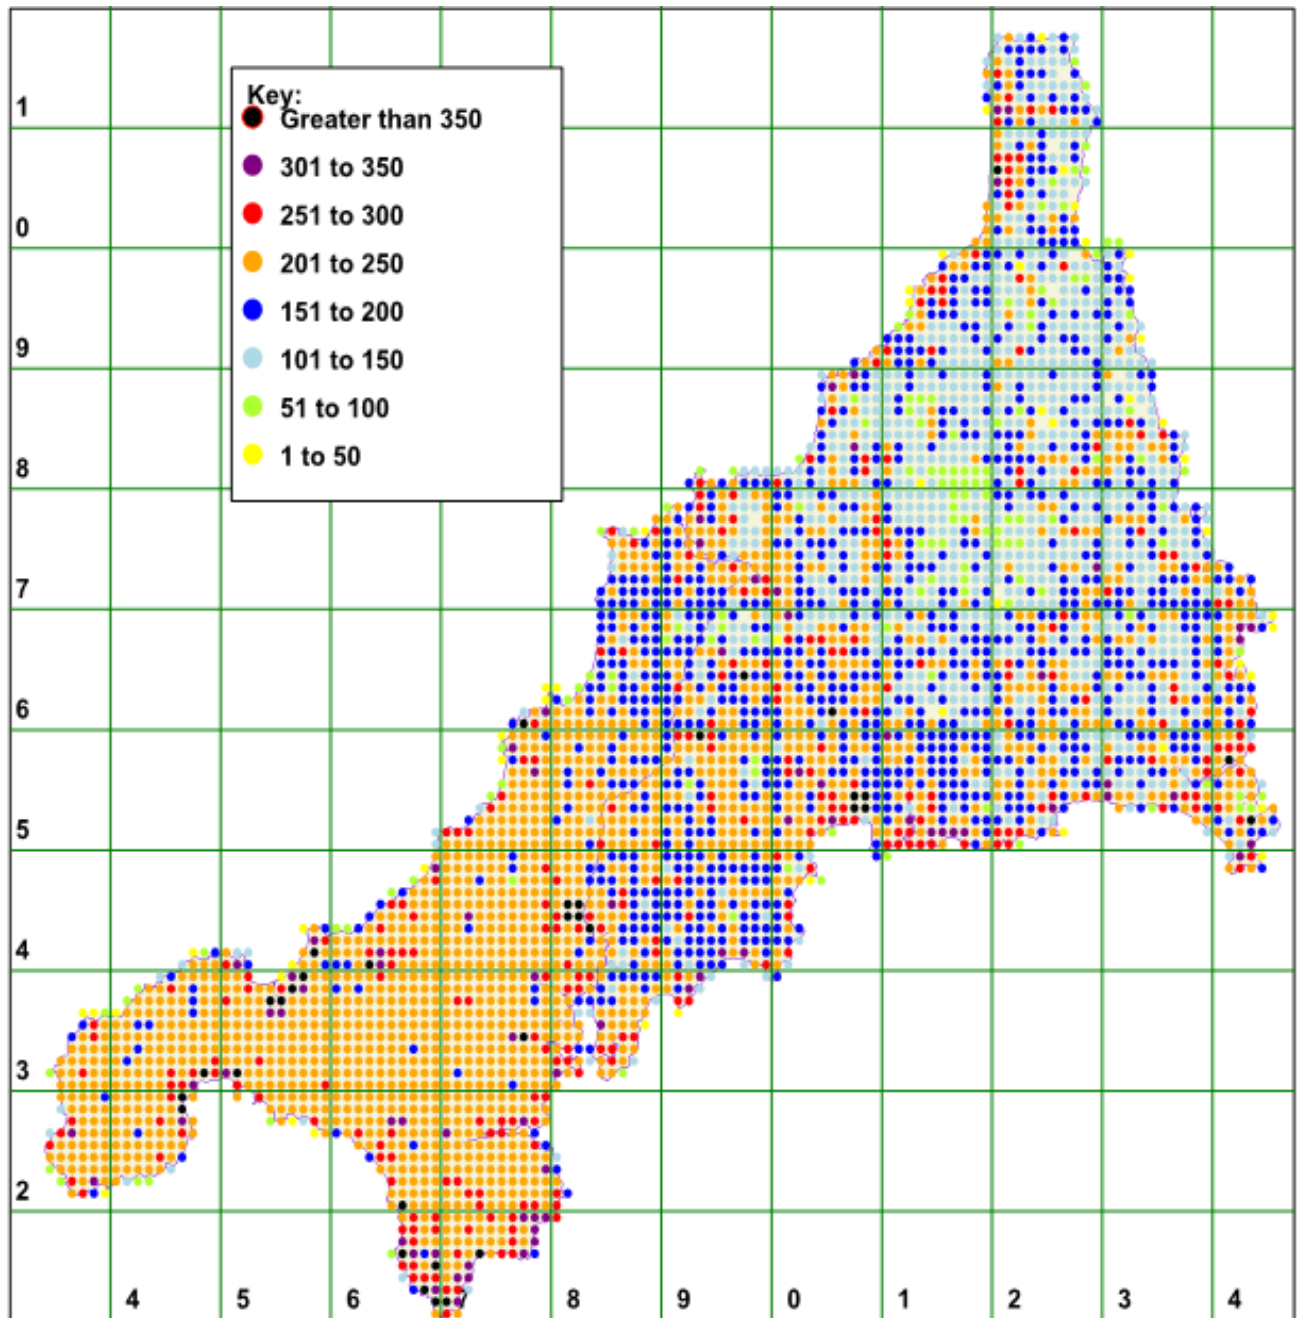 Key:
Greater than 350
301 to 350
251 to 300
201 to 250
151 to 200
101 to 150
51 to 100
1 to 50
1
0
9
8
7
6
5
4
3
2
4 5 6 7 8 9 0 1 2 3 4